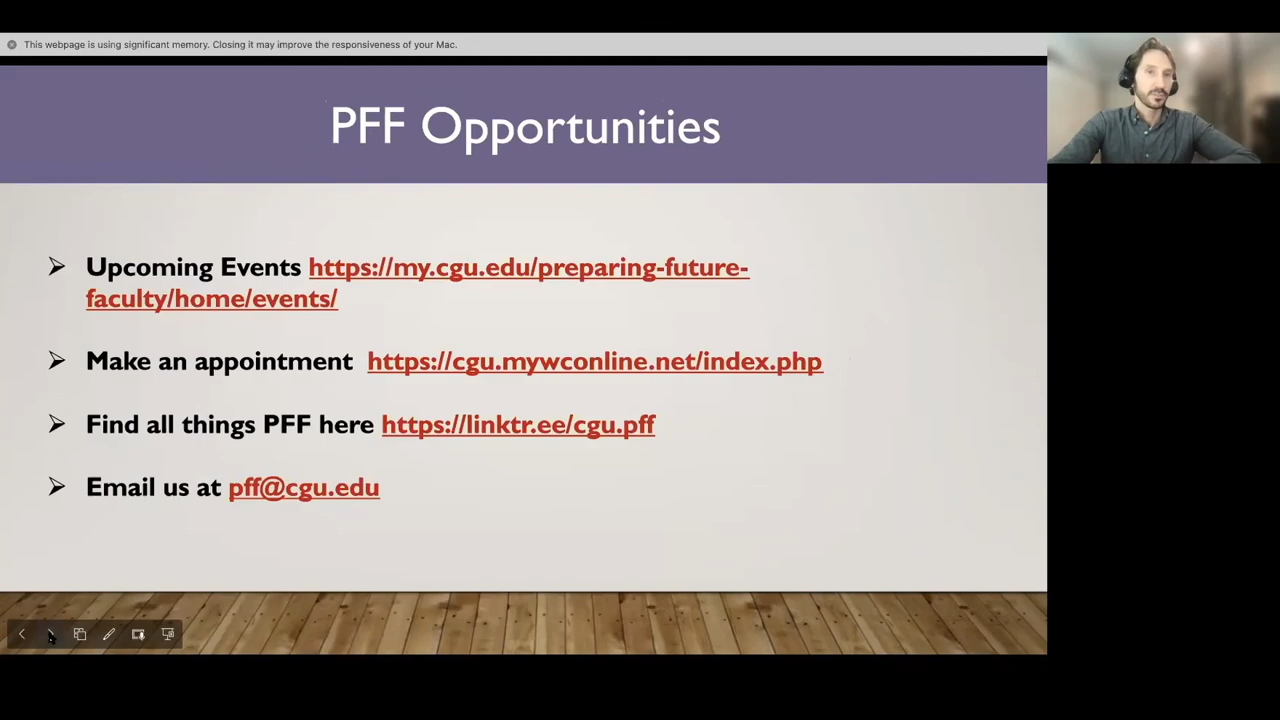 This webpage is using significant memory. Closing it may improve the responsiveness of your Mac.
PFF Opportunities
Upcoming Events https://my.cgu.edu/preparing-future-
faculty/home/events/
Make an appointment https://cgu.mywconline.net/index.php
Find all things PFF here https://linktr.ee/cgu.pff
Email us at pff@cgu.edu